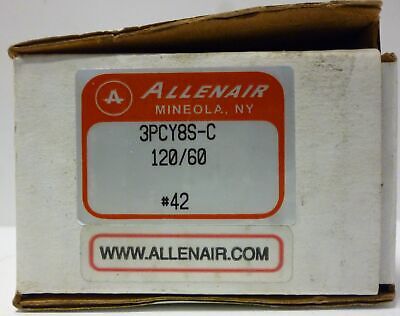 A ALLENAIR
MINEOLA, NY
3PCY8S-C
120/60
#42
WWW.ALLENAIR.COM